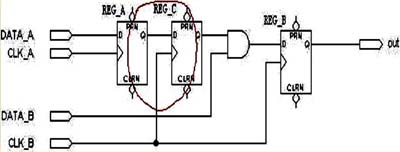 REG_A REG_C REG_B
PRN PRN PRN
DATA_A D Q D Q D Q out
CLK_A
CLRN CLRN CLRN
DATA_B
CLK_B